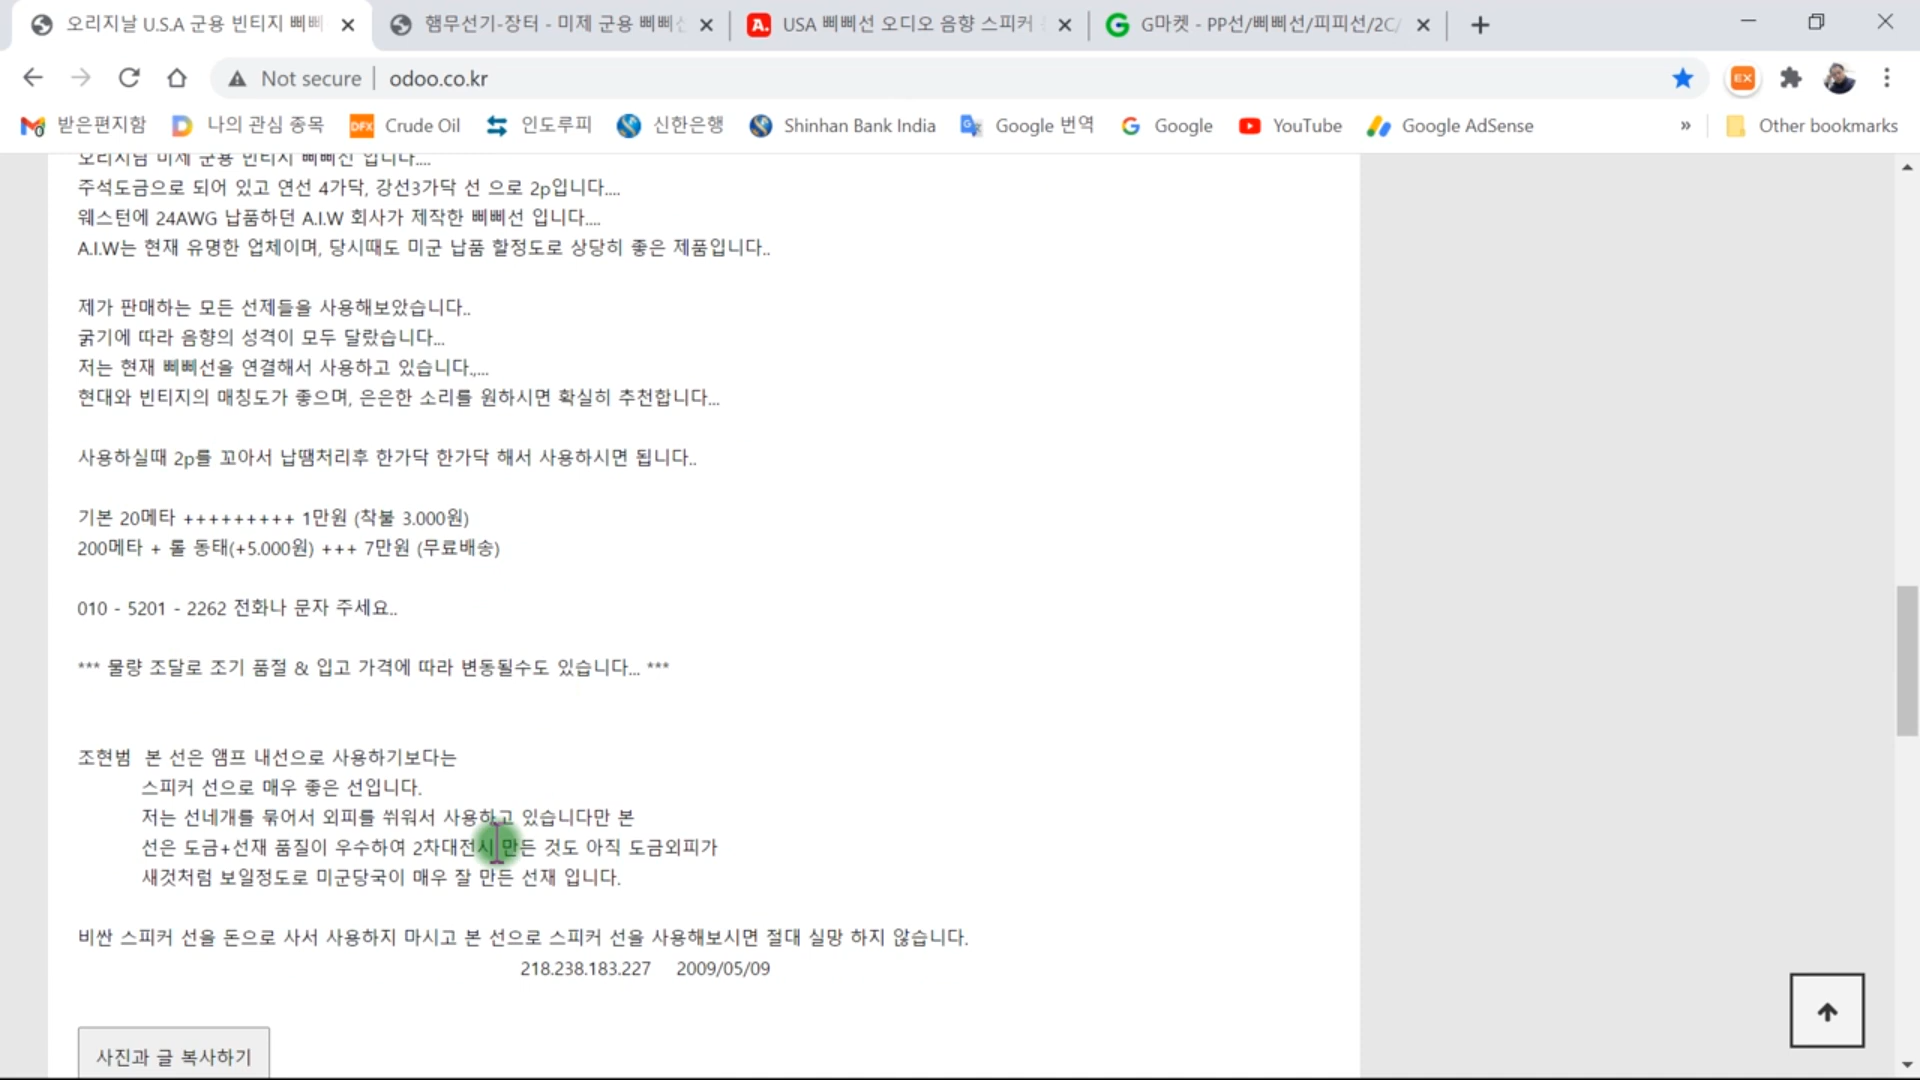 오리지날 U.S.A 군용 빈티지 삐삐
햄무선기-장터 - 미제 군용 삐삐선
USA 삐삐선 오디오 음향 스피커
G마켓 - PP선/삐삐선/피피선/2C/
Not secure
odoo.co.kr
EX
받은편지함
나의 관심 종목
DFX
Crude Oil
인도루피
신한은행
Shinhan Bank India
Google 번역
Google
YouTube
Google AdSense
»
Other bookmarks
오리지널 미제 군용 빈티지 삐삐선 입니다....
주석도금으로 되어 있고 연선 4가닥, 강선3가닥 선 으로 2p입니다....
웨스턴에 24AWG 납품하던 A.I.W 회사가 제작한 삐삐선 입니다....
A.I.W는 현재 유명한 업체이며, 당시때도 미군 납품 할정도로 상당히 좋은 제품입니다..
제가 판매하는 모든 선제들을 사용해보았습니다..
굵기에 따라 음향의 성격이 모두 달랐습니다...
저는 현재 삐삐선을 연결해서 사용하고 있습니다.,...
현대와 빈티지의 매칭도가 좋으며, 은은한 소리를 원하시면 확실히 추천합니다...
사용하실때 2p를 꼬아서 납땜처리후 한가닥 한가닥 해서 사용하시면 됩니다..
기본 20메타 +++++++++ 1만원 (착불 3.000원)
200메타 + 롤 동태(+5.000원) +++ 7만원 (무료배송)
010 - 5201 - 2262 전화나 문자 주세요..
*** 물량 조달로 조기 품절 & 입고 가격에 따라 변동될수도 있습니다... ***
조현범 본 선은 앰프 내선으로 사용하기보다는
스피커 선으로 매우 좋은 선입니다.
저는 선네개를 묶어서 외피를 쒸워서 사용하고 있습니다만 본
선은 도금+선재 품질이 우수하여 2차대전시 만든 것도 아직 도금외피가
새것처럼 보일정도로 미군당국이 매우 잘 만든 선재 입니다.
비싼 스피커 선을 돈으로 사서 사용하지 마시고 본 선으로 스피커 선을 사용해보시면 절대 실망 하지 않습니다.
218.238.183.227 2009/05/09
사진과 글 복사하기